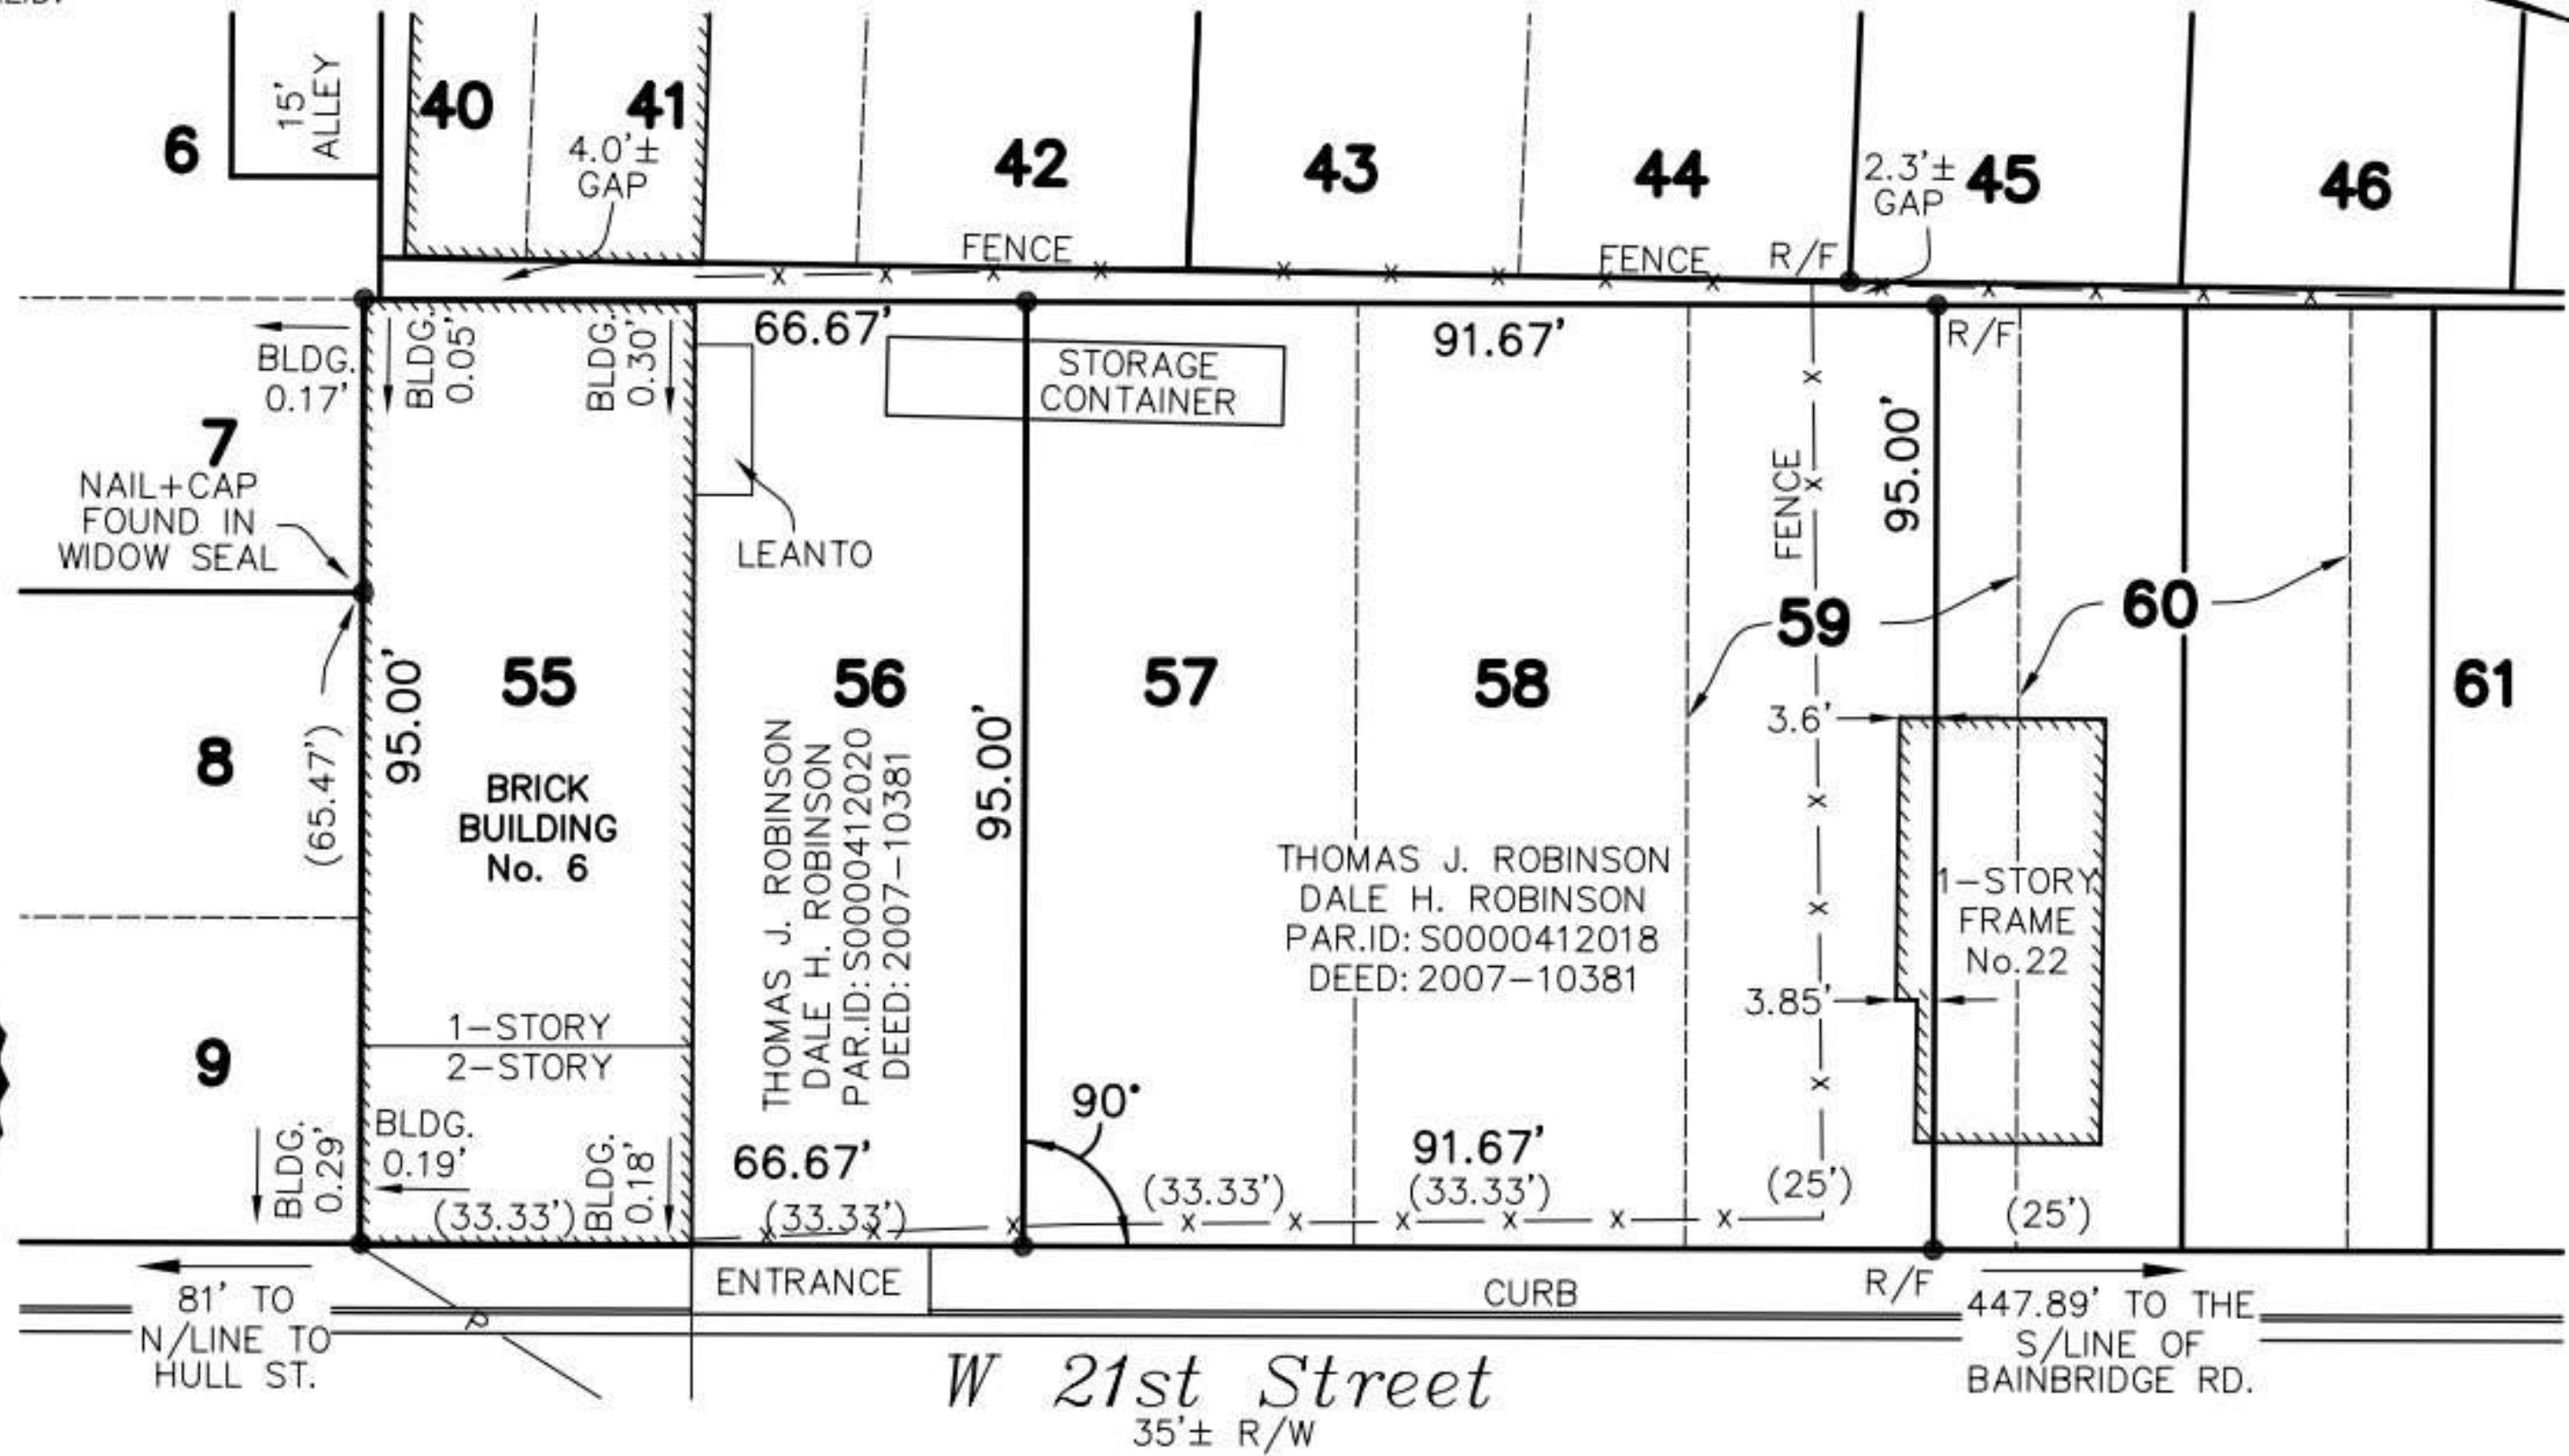 15'
ALLEY
6
40
41
4.0'±
GAP
42
43
44
2.3'±
GAP
45
46
FENCE
FENCE
R/F
BLDG.
0.17'
BLDG.
0.05'
BLDG.
0.30'
66.67'
STORAGE
CONTAINER
91.67'
R/F
7
NAIL+CAP
FOUND IN
WIDOW SEAL
LEANTO
FENCE
95.00'
59
60
8
(65.47')
95.00'
55
56
57
58
61
BRICK
BUILDING
No. 6
THOMAS J. ROBINSON
DALE H. ROBINSON
PAR.ID: S0000412020
DEED: 2007-10381
95.00'
3.6'
THOMAS J. ROBINSON
DALE H. ROBINSON
PAR.ID: S0000412018
DEED: 2007-10381
1-STORY
FRAME
No.22
3.85'
9
1-STORY
2-STORY
BLDG.
0.29'
BLDG.
0.19'
BLDG.
0.18'
66.67'
90°
91.67'
(33.33')
(33.33')
(33.33')
(33.33')
(25')
(25')
81' TO
N/LINE TO
HULL ST.
P
ENTRANCE
CURB
R/F
447.89' TO THE
S/LINE OF
BAINBRIDGE RD.
W 21st Street
35'± R/W